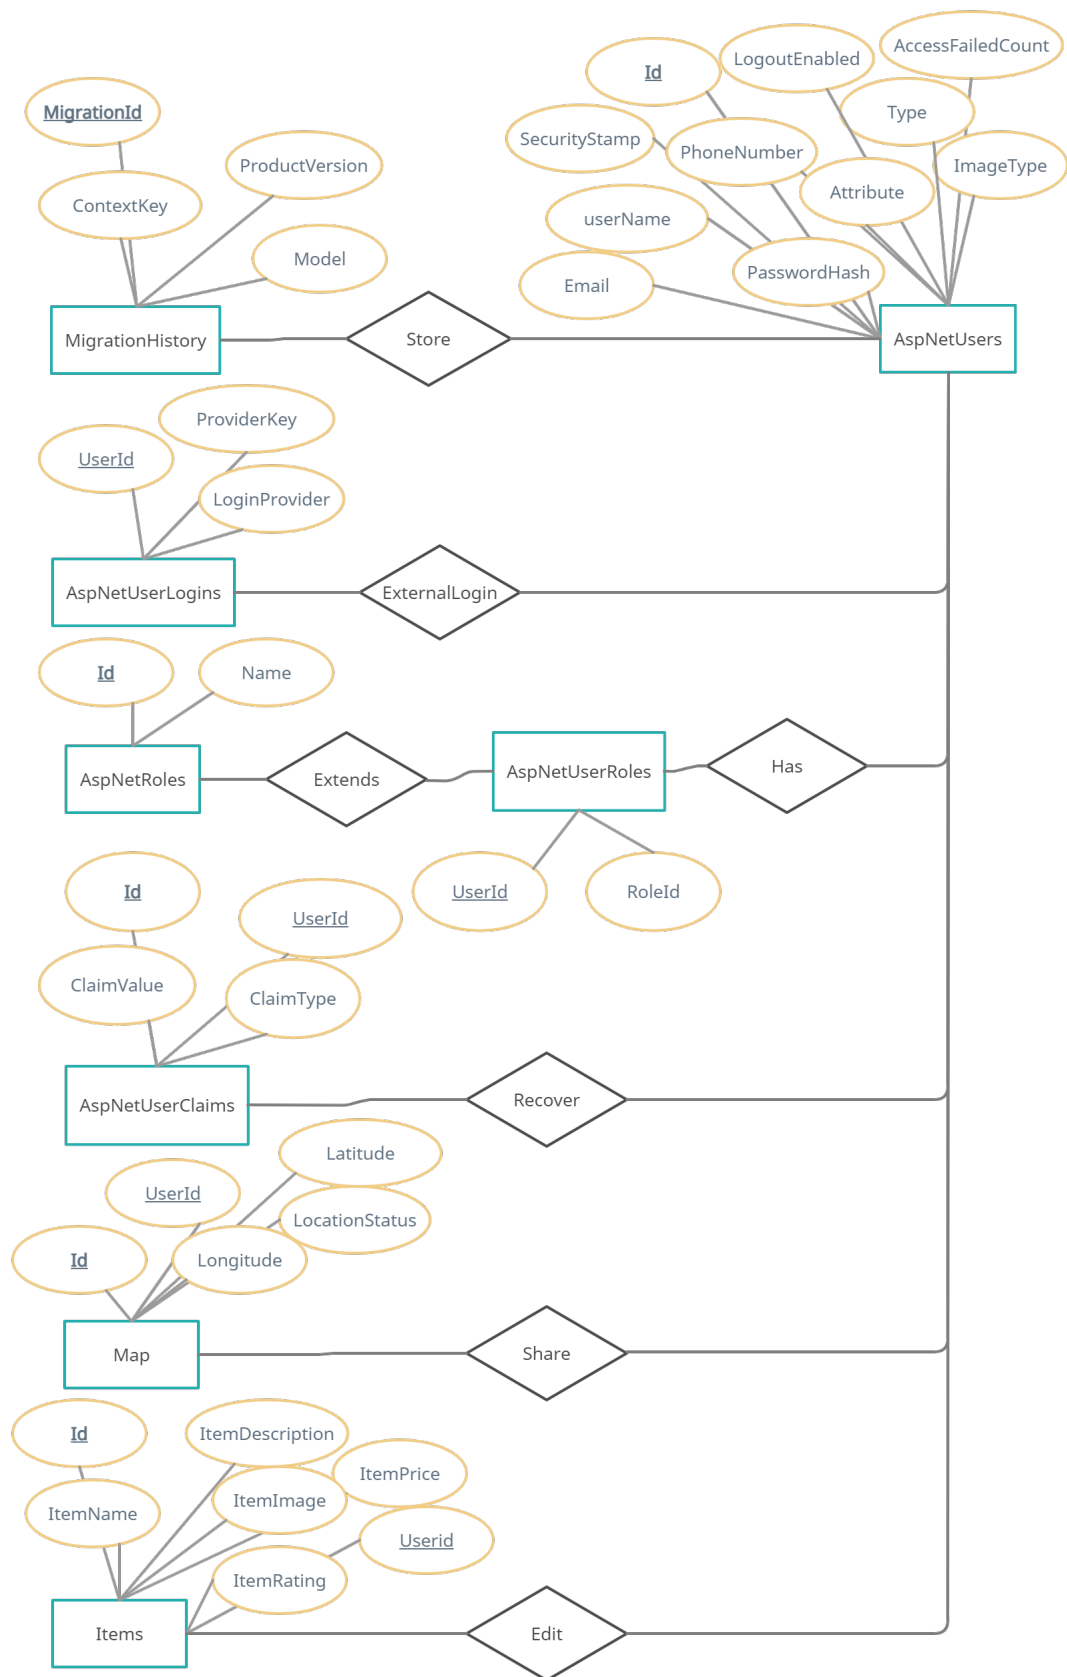 AccessFailedCount
LogoutEnabled
Id
MigrationId
Type
SecurityStamp
PhoneNumber
ProductVersion
ImageType
ContextKey
Attribute
userName
Model
PasswordHash
Email
MigrationHistory
Store
AspNetUsers
ProviderKey
UserId
LoginProvider
AspNetUserLogins
ExternalLogin
Id
Name
AspNetRoles
Extends
AspNetUserRoles
Has
Id
UserId
RoleId
UserId
ClaimValue
ClaimType
AspNetUserClaims
Recover
Latitude
UserId
LocationStatus
Id
Longitude
Map
Share
Id
ItemDescription
ItemPrice
ItemName
ItemImage
Userid
ItemRating
Items
Edit